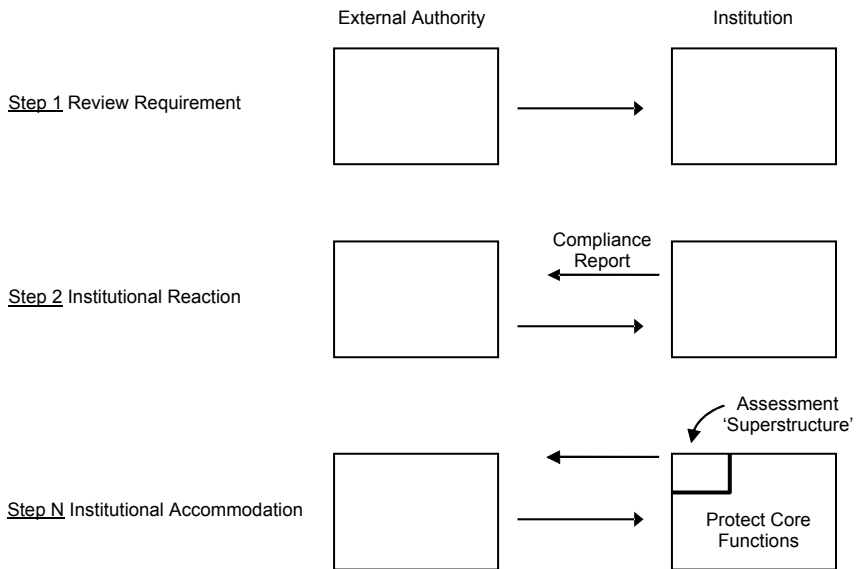 External Authority
Institution
Step 1 Review Requirement
Compliance
Report
Step 2 Institutional Reaction
Assessment
‘Superstructure’
Step N Institutional Accommodation
Protect Core
Functions